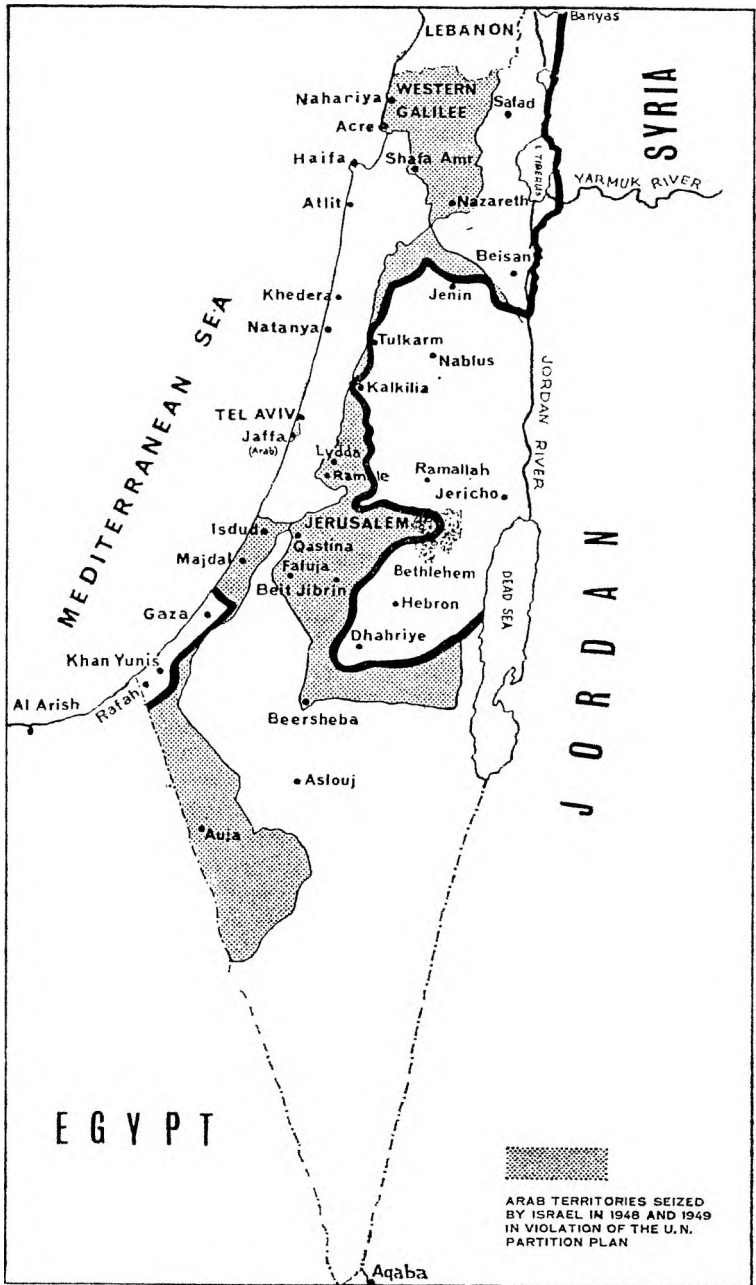 Banyas
LEBANON
WESTERN
GALILEE
Nahariya
Safad
SYRIA
Acre
Haifa
Shafa Amr
L. TIBERIUS
YARMUK RIVER
Atlit
Nazareth
Beisan
Khedera
Jenin
Natanya
Tulkarm
Nablus
MEDITERRANEAN SEA
JORDAN RIVER
Kalkilia
TEL AVIV
Jaffa
(Arab)
Lydda
Ramle
Ramallah
Jericho
Isdud
JERUSALEM
Qastina
Majdal
Faluja
Bethlehem
Beit Jibrin
DEAD SEA
JORDAN
Gaza
Hebron
Dhahriye
Khan Yunis
Rafah
Al Arish
Beersheba
Aslouj
Auja
EGYPT
ARAB TERRITORIES SEIZED
BY ISRAEL IN 1948 AND 1949
IN VIOLATION OF THE U.N.
PARTITION PLAN
Aqaba